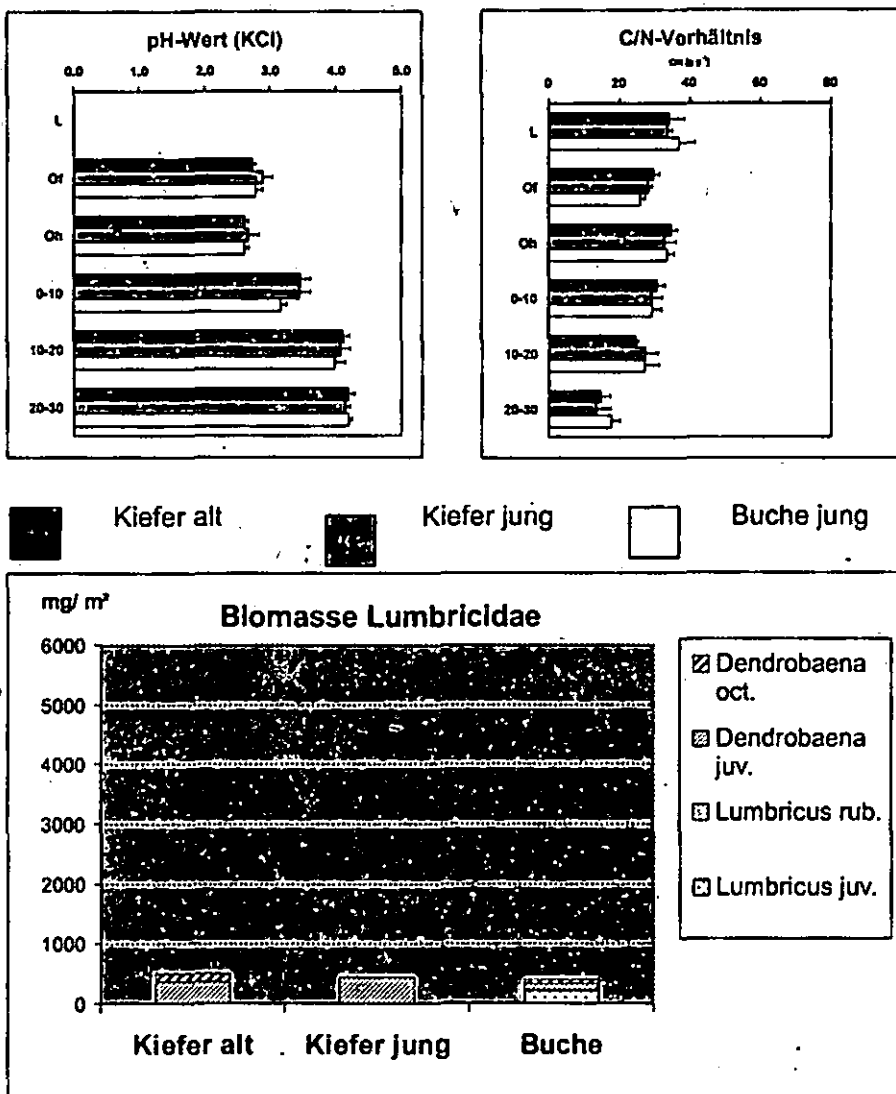 pH-Wert (KCl)
0.0 1.0 2.0 3.0 4.0 5.0
L
Of
Oh
0-10
10-20
20-30
C/N-Verhältnis
0 20 40 60 80
L
Of
Oh
0-10
10-20
20-30
Kiefer alt Kiefer jung Buche jung
mg/ m²
Biomasse Lumbricidae
6000
5000
4000
3000
2000
1000
0
Kiefer alt Kiefer jung Buche
Dendrobaena
oct.
Dendrobaena
juv.
Lumbricus rub.
Lumbricus juv.